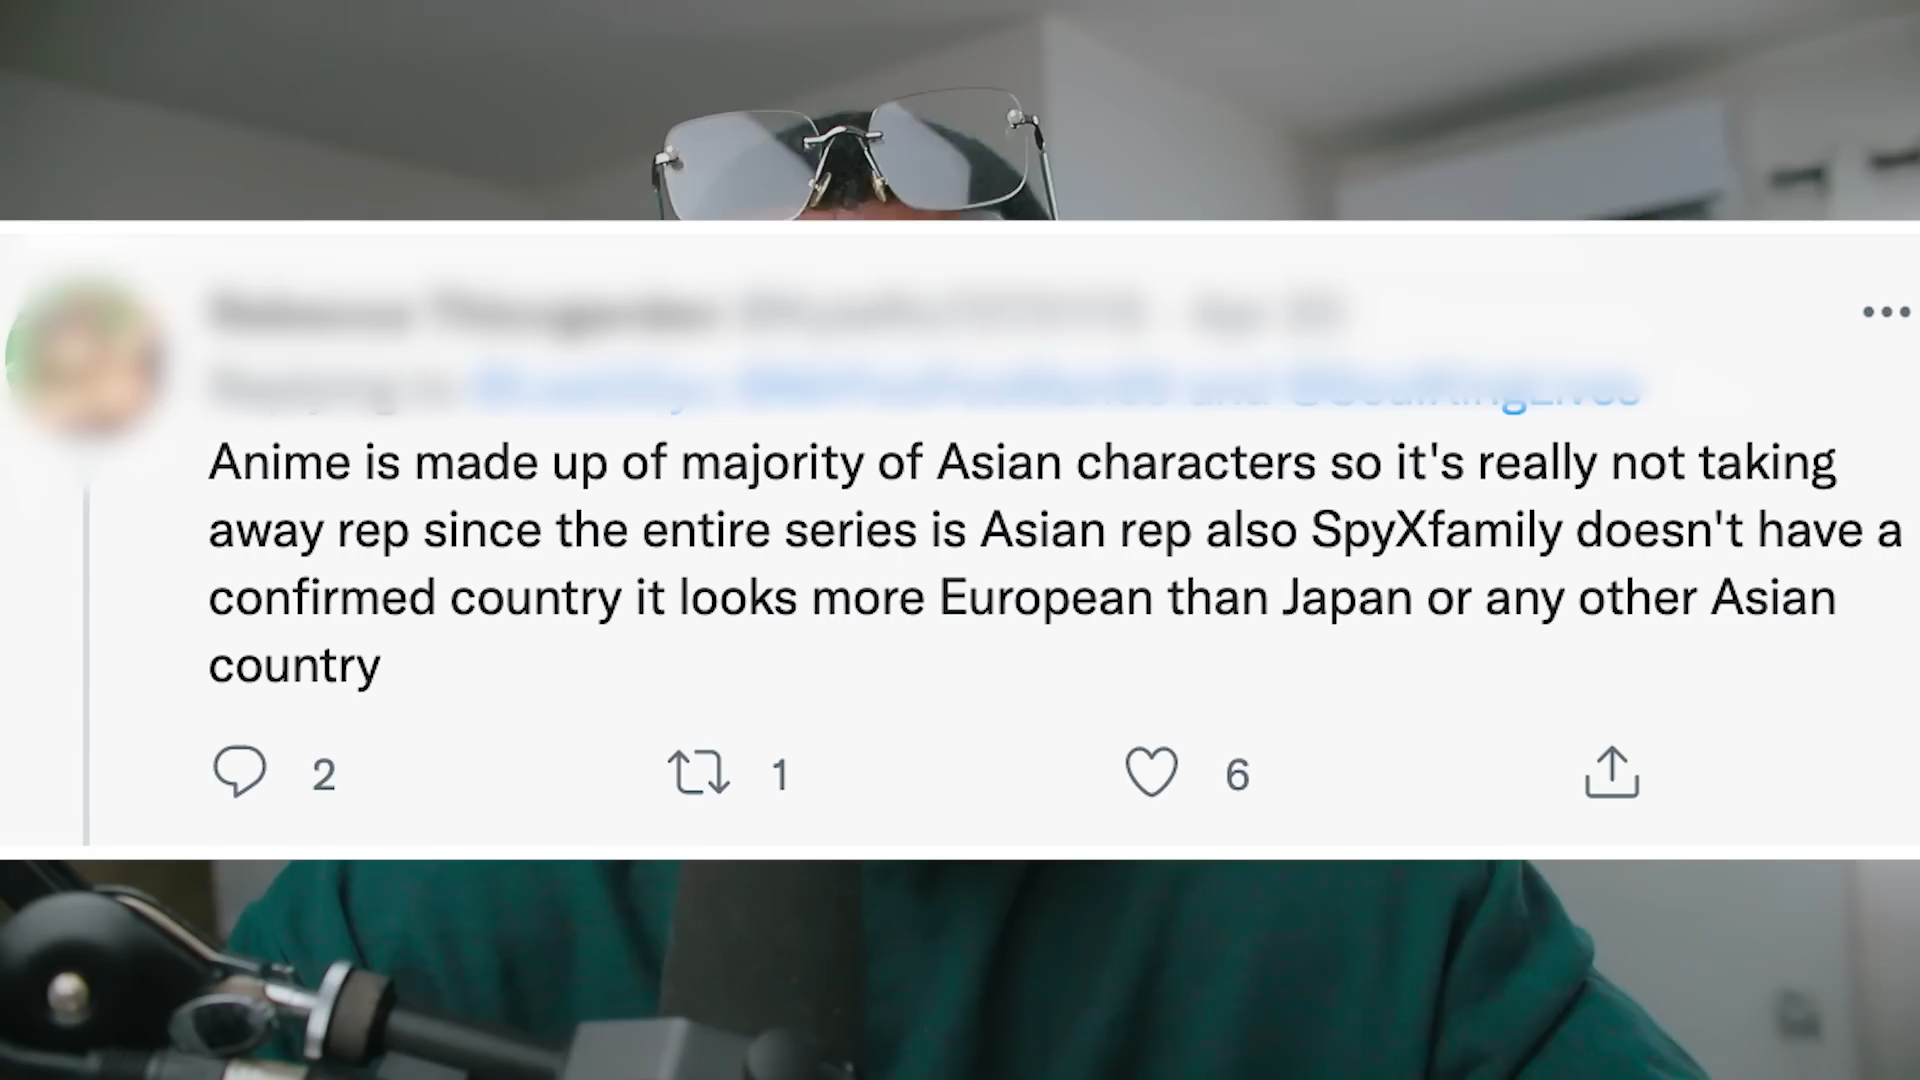 Anime is made up of majority of Asian characters so it's really not taking
away rep since the entire series is Asian rep also SpyXfamily doesn't have a
confirmed country it looks more European than Japan or any other Asian
country
2 1 6